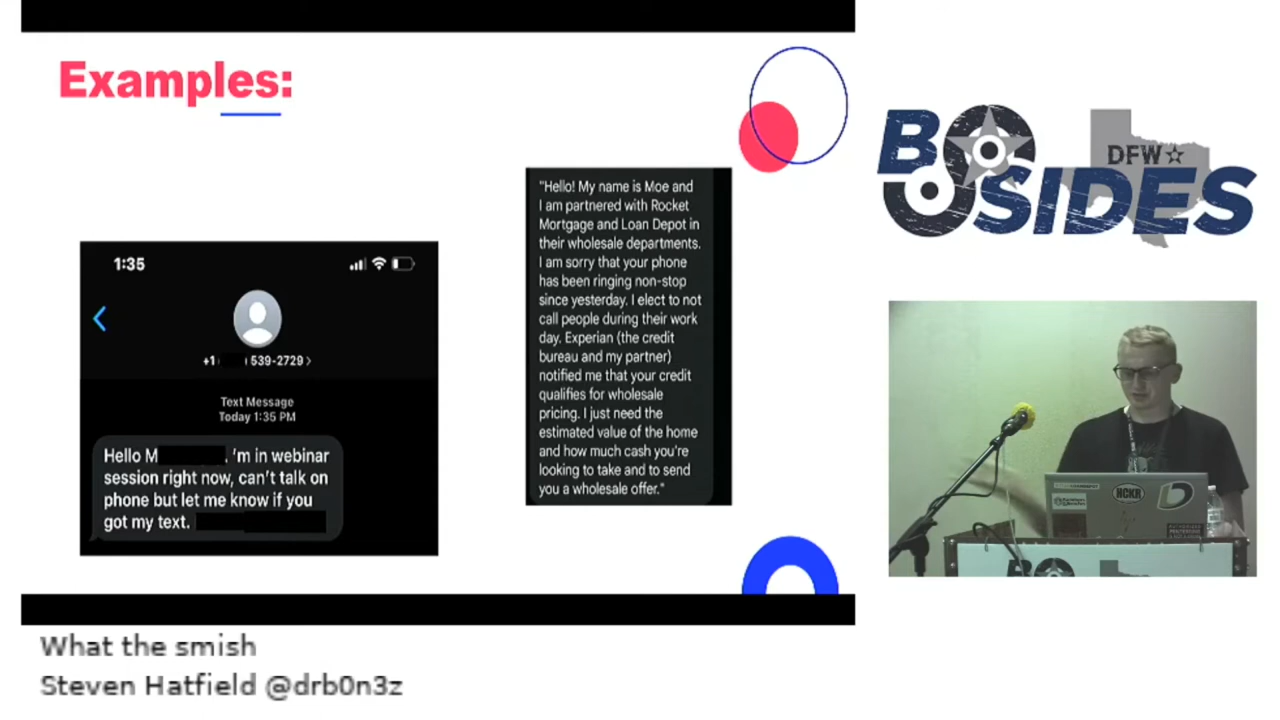 Examples:
1:35
+1 539-2729 >
Text Message
Today 1:35 PM
Hello M , 'm in webinar
session right now, can't talk on
phone but let me know if you
got my text.
"Hello! My name is Moe and
I am partnered with Rocket
Mortgage and Loan Depot in
their wholesale departments.
I am sorry that your phone
has been ringing non-stop
since yesterday. I elect to not
call people during their work
day. Experian (the credit
bureau and my partner)
notified me that your credit
qualifies for wholesale
pricing. I just need the
estimated value of the home
and how much cash you're
looking to take and to send
you a wholesale offer."
BSIDES
DFW
HCKR
What the smish
Steven Hatfield @drb0n3z